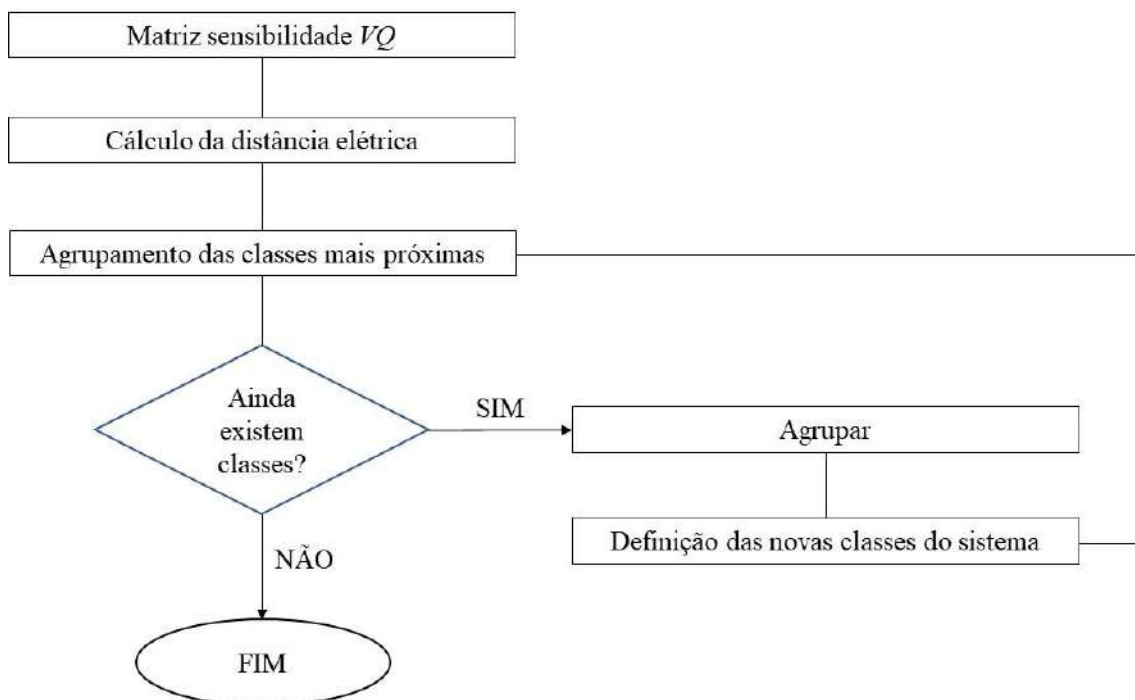 Matriz sensibilidade VQ
Cálculo da distância elétrica
Agrupamento das classes mais próximas
Ainda
existem
classes?
SIM
Agrupar
Definição das novas classes do sistema
NÃO
FIM